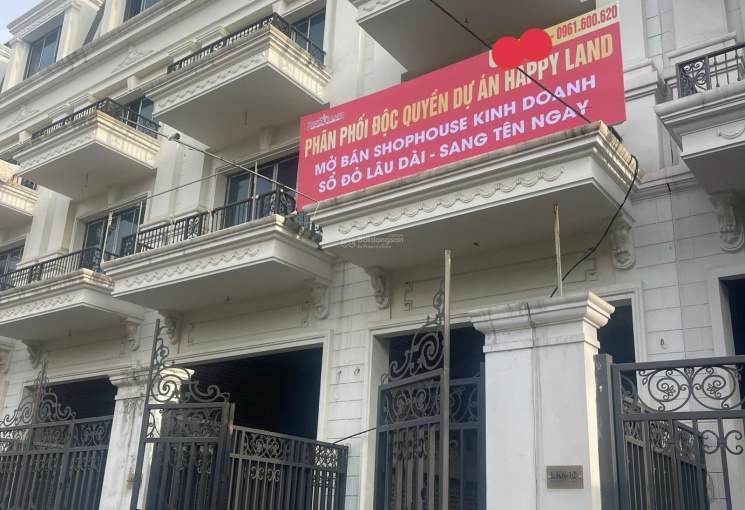 0961.600.620
PHÂN PHỐI ĐỘC QUYỀN DỰ ÁN HAPPY LAND
MỞ BÁN SHOPHOUSE KINH DOANH
SỔ ĐỎ LÂU DÀI - SANG TÊN NGAY
Batdongsan